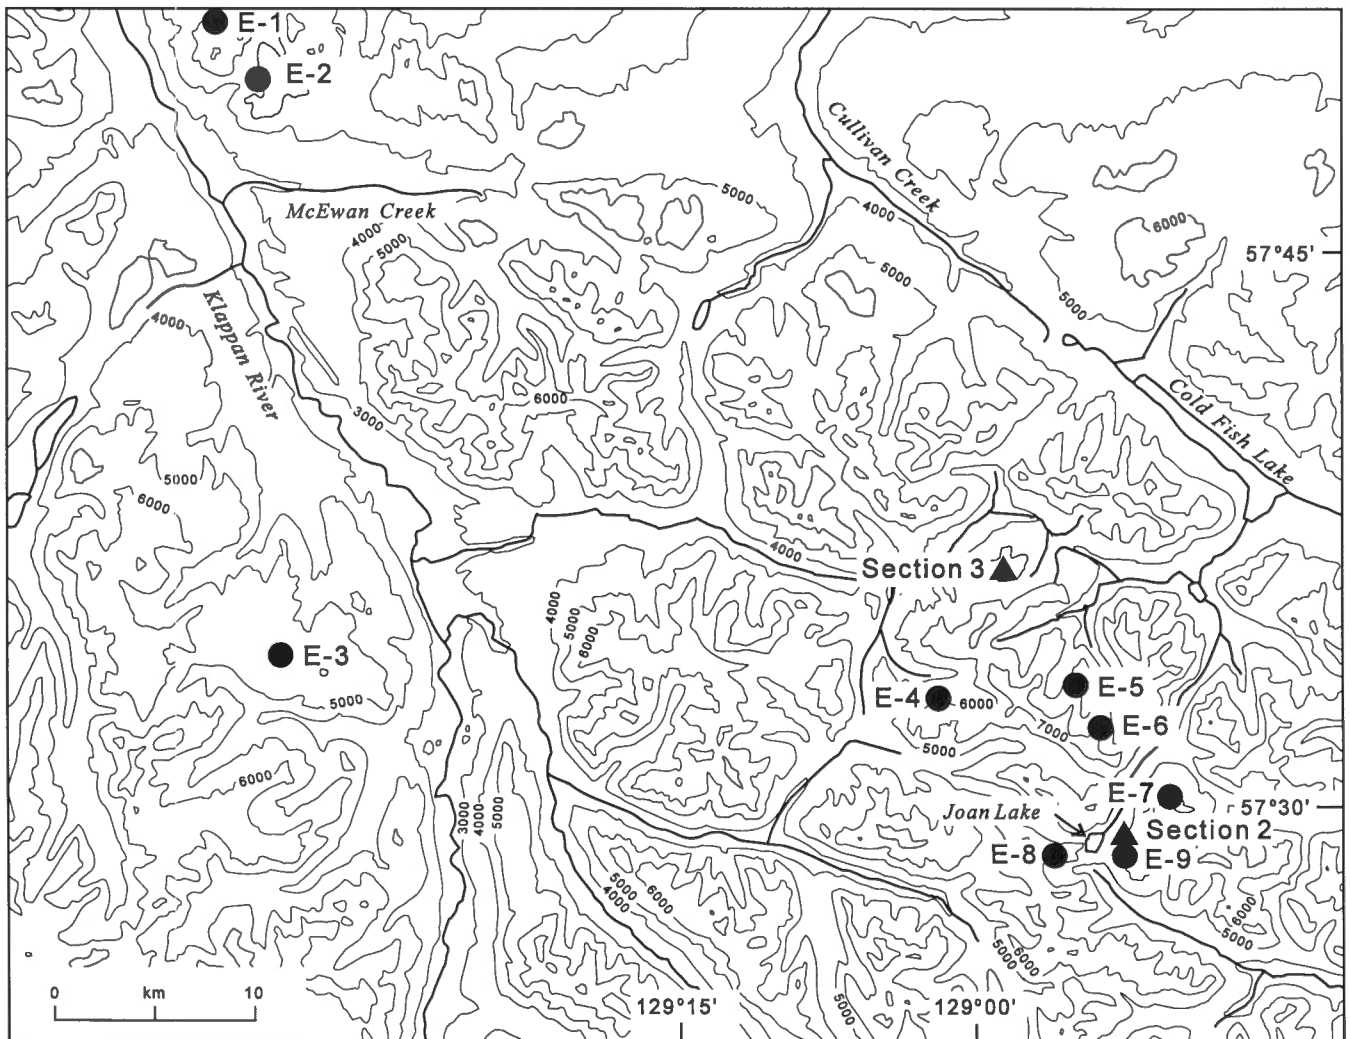 E-1
E-2
Cullivan Creek
5000
McEwan Creek
4000
4000
6000
5000
57°45'
5000
Klappan River
5000
4000
Cold Fish Lake
6000
3000
5000
6000
4000
Section 3
4000
5000
6000
E-3
E-5
E-4
6000
5000
7000
E-6
5000
6000
E-7
57°30'
3000
4000
5000
Joan Lake
Section 2
E-8
E-9
5000
6000
4000
6000
5000
5000
6000
0 km 10
129°15'
129°00'
5000